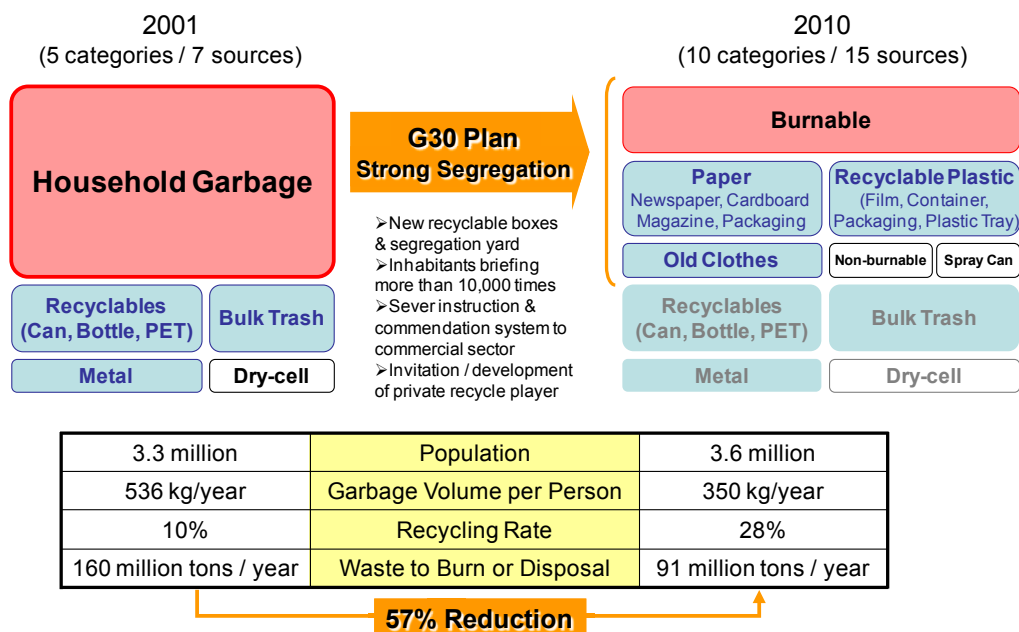 2001
(5 categories / 7 sources)
Household Garbage
Recyclables
(Can, Bottle, PET)
Bulk Trash
Metal
Dry-cell
G30 Plan
Strong Segregation
➢New recyclable boxes
& segregation yard
➢Inhabitants briefing
more than 10,000 times
➢Sever instruction &
commendation system to
commercial sector
➢Invitation / development
of private recycle player
2010
(10 categories / 15 sources)
Burnable
Paper
Newspaper, Cardboard
Magazine, Packaging
Recyclable Plastic
(Film, Container,
Packaging, Plastic Tray)
Old Clothes
Non-burnable
Spray Can
Recyclables
(Can, Bottle, PET)
Bulk Trash
Metal
Dry-cell
3.3 million Population 3.6 million
536 kg/year Garbage Volume per Person 350 kg/year
10% Recycling Rate 28%
160 million tons / year Waste to Burn or Disposal 91 million tons / year
57% Reduction